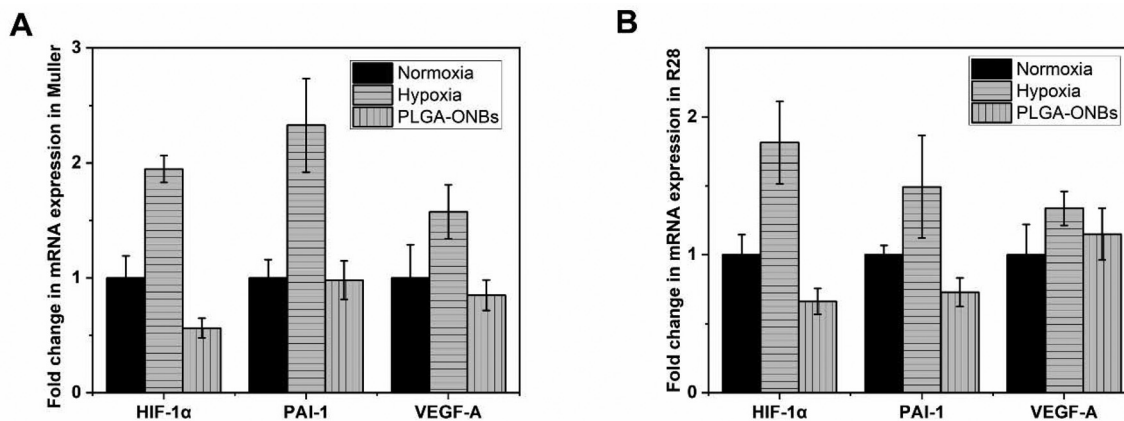 A
Fold change in mRNA expression in Muller
3
2
1
0
Normoxia
Hypoxia
PLGA-ONBs
HIF-1α
PAI-1
VEGF-A
B
Fold change in mRNA expression in R28
2
1
0
Normoxia
Hypoxia
PLGA-ONBs
HIF-1α
PAI-1
VEGF-A